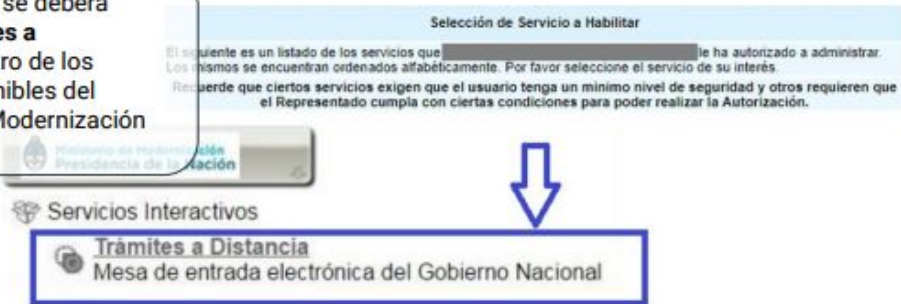 se deberá
es a
ro de los
nibles del
Modernización
Selección de Servicio a Habilitar
El siguiente es un listado de los servicios que le ha autorizado a administrar.
Los mismos se encuentran ordenados alfabéticamente. Por favor seleccione el servicio de su interés.
Recuerde que ciertos servicios exigen que el usuario tenga un mínimo nivel de seguridad y otros requieren que
el Representado cumpla con ciertas condiciones para poder realizar la Autorización.
Ministerio de Modernización
Presidencia de la Nación
Servicios Interactivos
Trámites a Distancia
Mesa de entrada electrónica del Gobierno Nacional